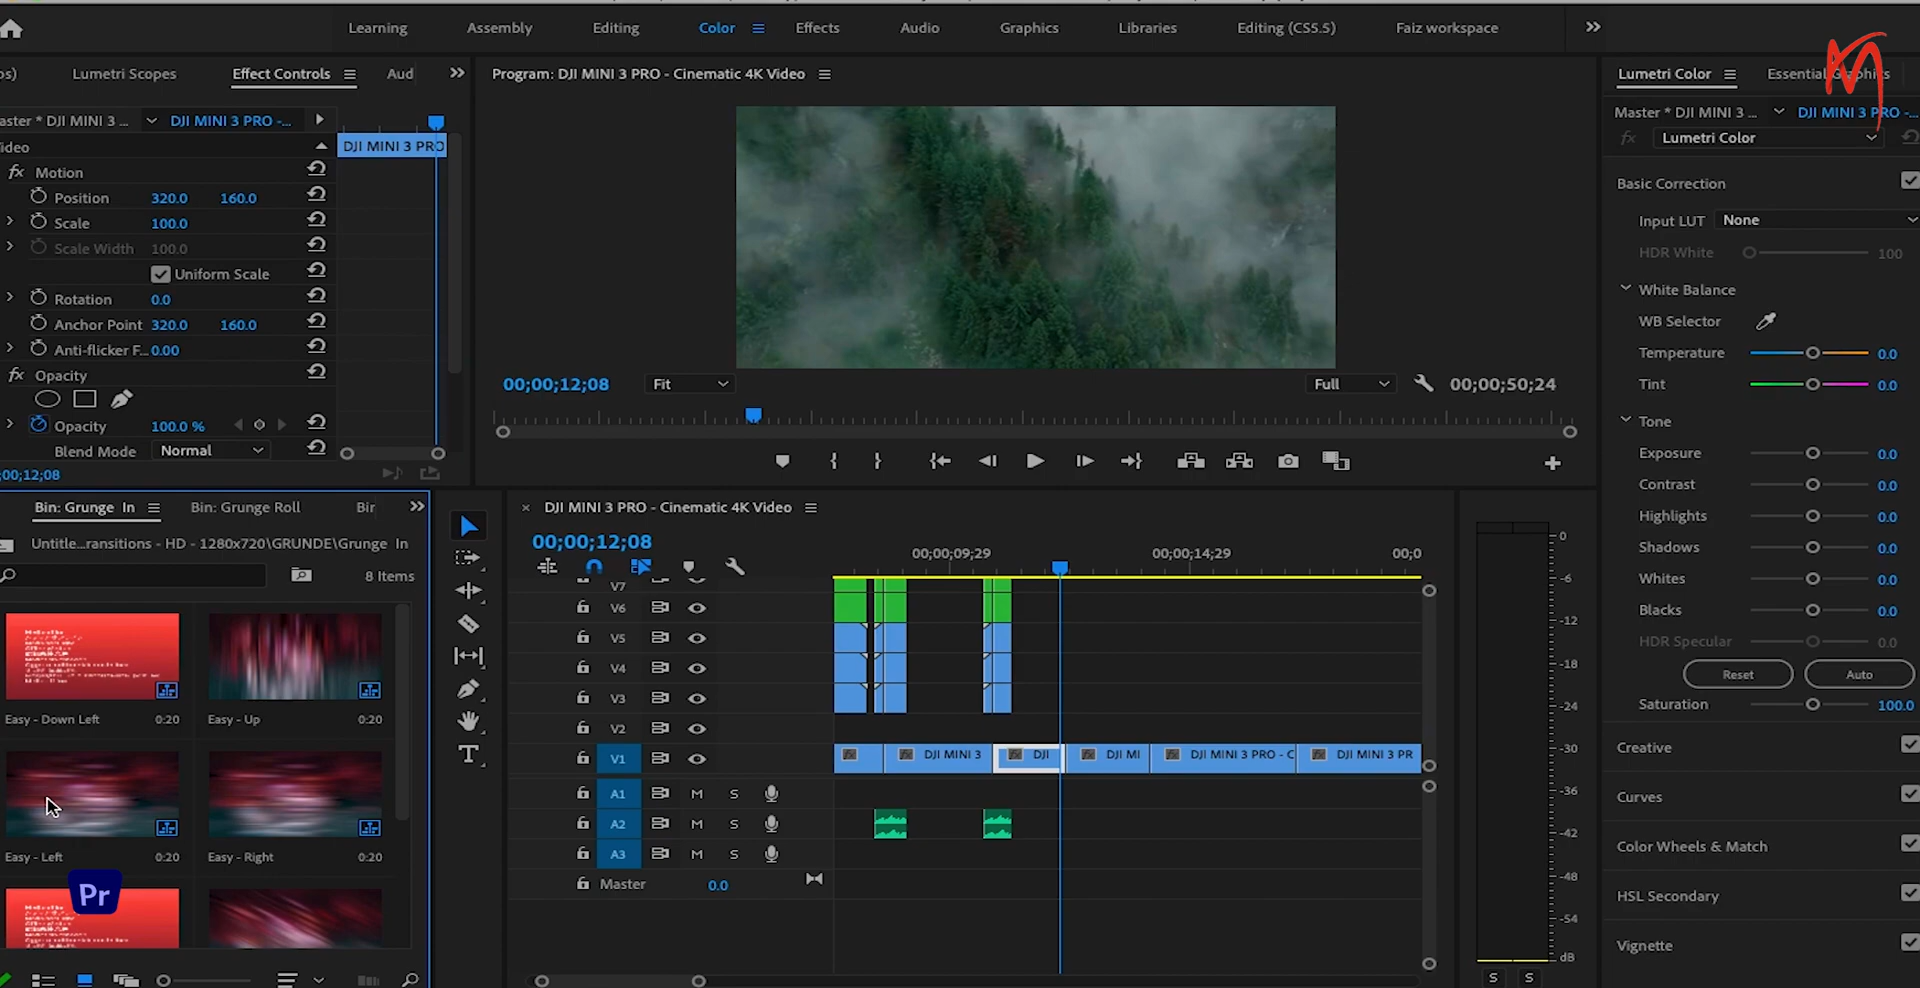 Learning Assembly Editing Color Effects Audio Graphics Libraries Editing (CS5.5) Faiz workspace
os) Lumetri Scopes Effect Controls Aud
Program: DJI MINI 3 PRO - Cinematic 4K Video
Lumetri Color Essential Graphics
aster * DJI MINI 3 ... DJI MINI 3 PRO -...
ideo
DJI MINI 3 PRO
fx Motion
Position 320.0 160.0
Scale 100.0
Scale Width 100.0
Uniform Scale
Rotation 0.0
Anchor Point 320.0 160.0
Anti-flicker F... 0.00
fx Opacity
Opacity 100.0 %
Blend Mode Normal
;00;12;08
00;00;12;08 Fit Full 00;00;50;24
Master * DJI MINI 3 ... DJI MINI 3 PRO -...
fx Lumetri Color
Basic Correction
Input LUT None
HDR White 100
White Balance
WB Selector
Temperature 0.0
Tint 0.0
Tone
Exposure 0.0
Contrast 0.0
Highlights 0.0
Shadows 0.0
Whites 0.0
Blacks 0.0
HDR Specular 0.0
Reset Auto
Saturation 100.0
Creative
Curves
Color Wheels & Match
HSL Secondary
Vignette
Bin: Grunge In Bin: Grunge Roll Bir
Untitle...ransitions - HD - 1280x720\GRUNDE\Grunge In
8 Items
Easy - Down Left 0:20
Easy - Up 0:20
Easy - Left 0:20
Easy - Right 0:20
Pr
× DJI MINI 3 PRO - Cinematic 4K Video
00;00;12;08
00;00;09;29 00;00;14;29 00;0
V7
V6
V5
V4
V3
V2
V1 DJI MINI 3 DJI DJI MI DJI MINI 3 PRO - C DJI MINI 3 PR
A1 M S
A2 M S
A3 M S
Master 0.0
T
0
-6
-12
-18
-24
-30
-36
-42
-48
-54
dB
S S